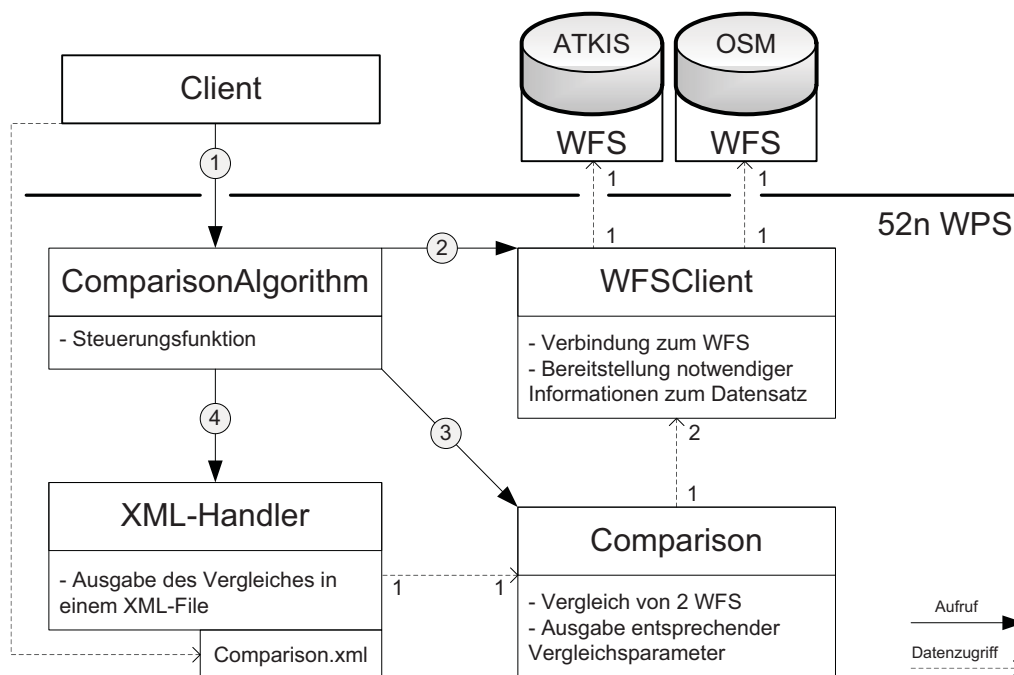 ATKIS
OSM
Client
WFS
WFS
1
1
1
52n WPS
1
1
2
ComparisonAlgorithm
WFSClient
- Steuerungsfunktion
- Verbindung zum WFS
- Bereitstellung notwendiger
Informationen zum Datensatz
4
3
2
1
XML-Handler
Comparison
- Ausgabe des Vergleiches in
einem XML-File
1
1
- Vergleich von 2 WFS
- Ausgabe entsprechender
Vergleichsparameter
Comparison.xml
Aufruf
Datenzugriff